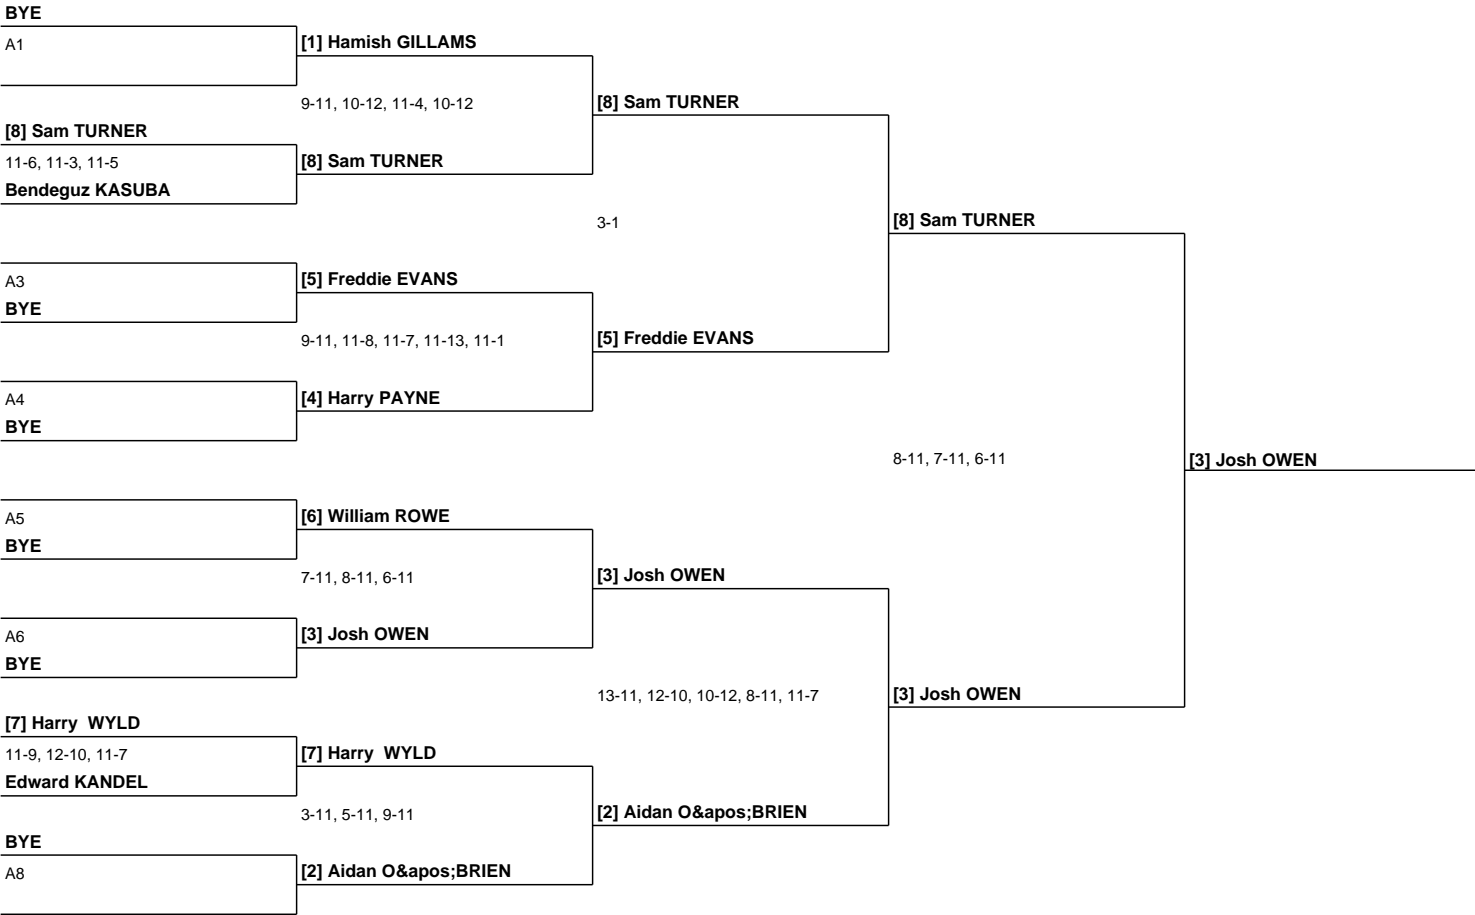 BYE
A1
[1] Hamish GILLAMS
9-11, 10-12, 11-4, 10-12
[8] Sam TURNER
[8] Sam TURNER
11-6, 11-3, 11-5
[8] Sam TURNER
Bendeguz KASUBA
3-1
[8] Sam TURNER
A3
[5] Freddie EVANS
BYE
9-11, 11-8, 11-7, 11-13, 11-1
[5] Freddie EVANS
A4
[4] Harry PAYNE
BYE
8-11, 7-11, 6-11
[3] Josh OWEN
A5
[6] William ROWE
BYE
7-11, 8-11, 6-11
[3] Josh OWEN
A6
[3] Josh OWEN
BYE
13-11, 12-10, 10-12, 8-11, 11-7
[3] Josh OWEN
[7] Harry  WYLD
11-9, 12-10, 11-7
[7] Harry  WYLD
Edward KANDEL
3-11, 5-11, 9-11
[2] Aidan O&apos;BRIEN
BYE
A8
[2] Aidan O&apos;BRIEN